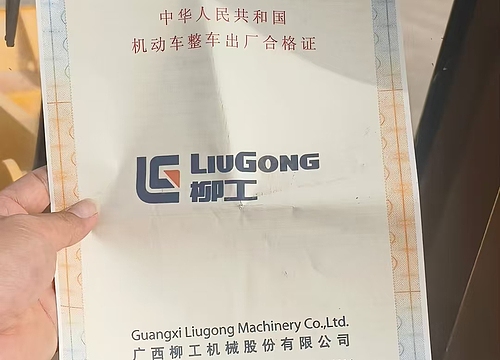 中华人民共和国
机动车整车出厂合格证
LIUGONG
柳工
Guangxi Liugong Machinery Co.,Ltd.
广西柳工机械股份有限公司